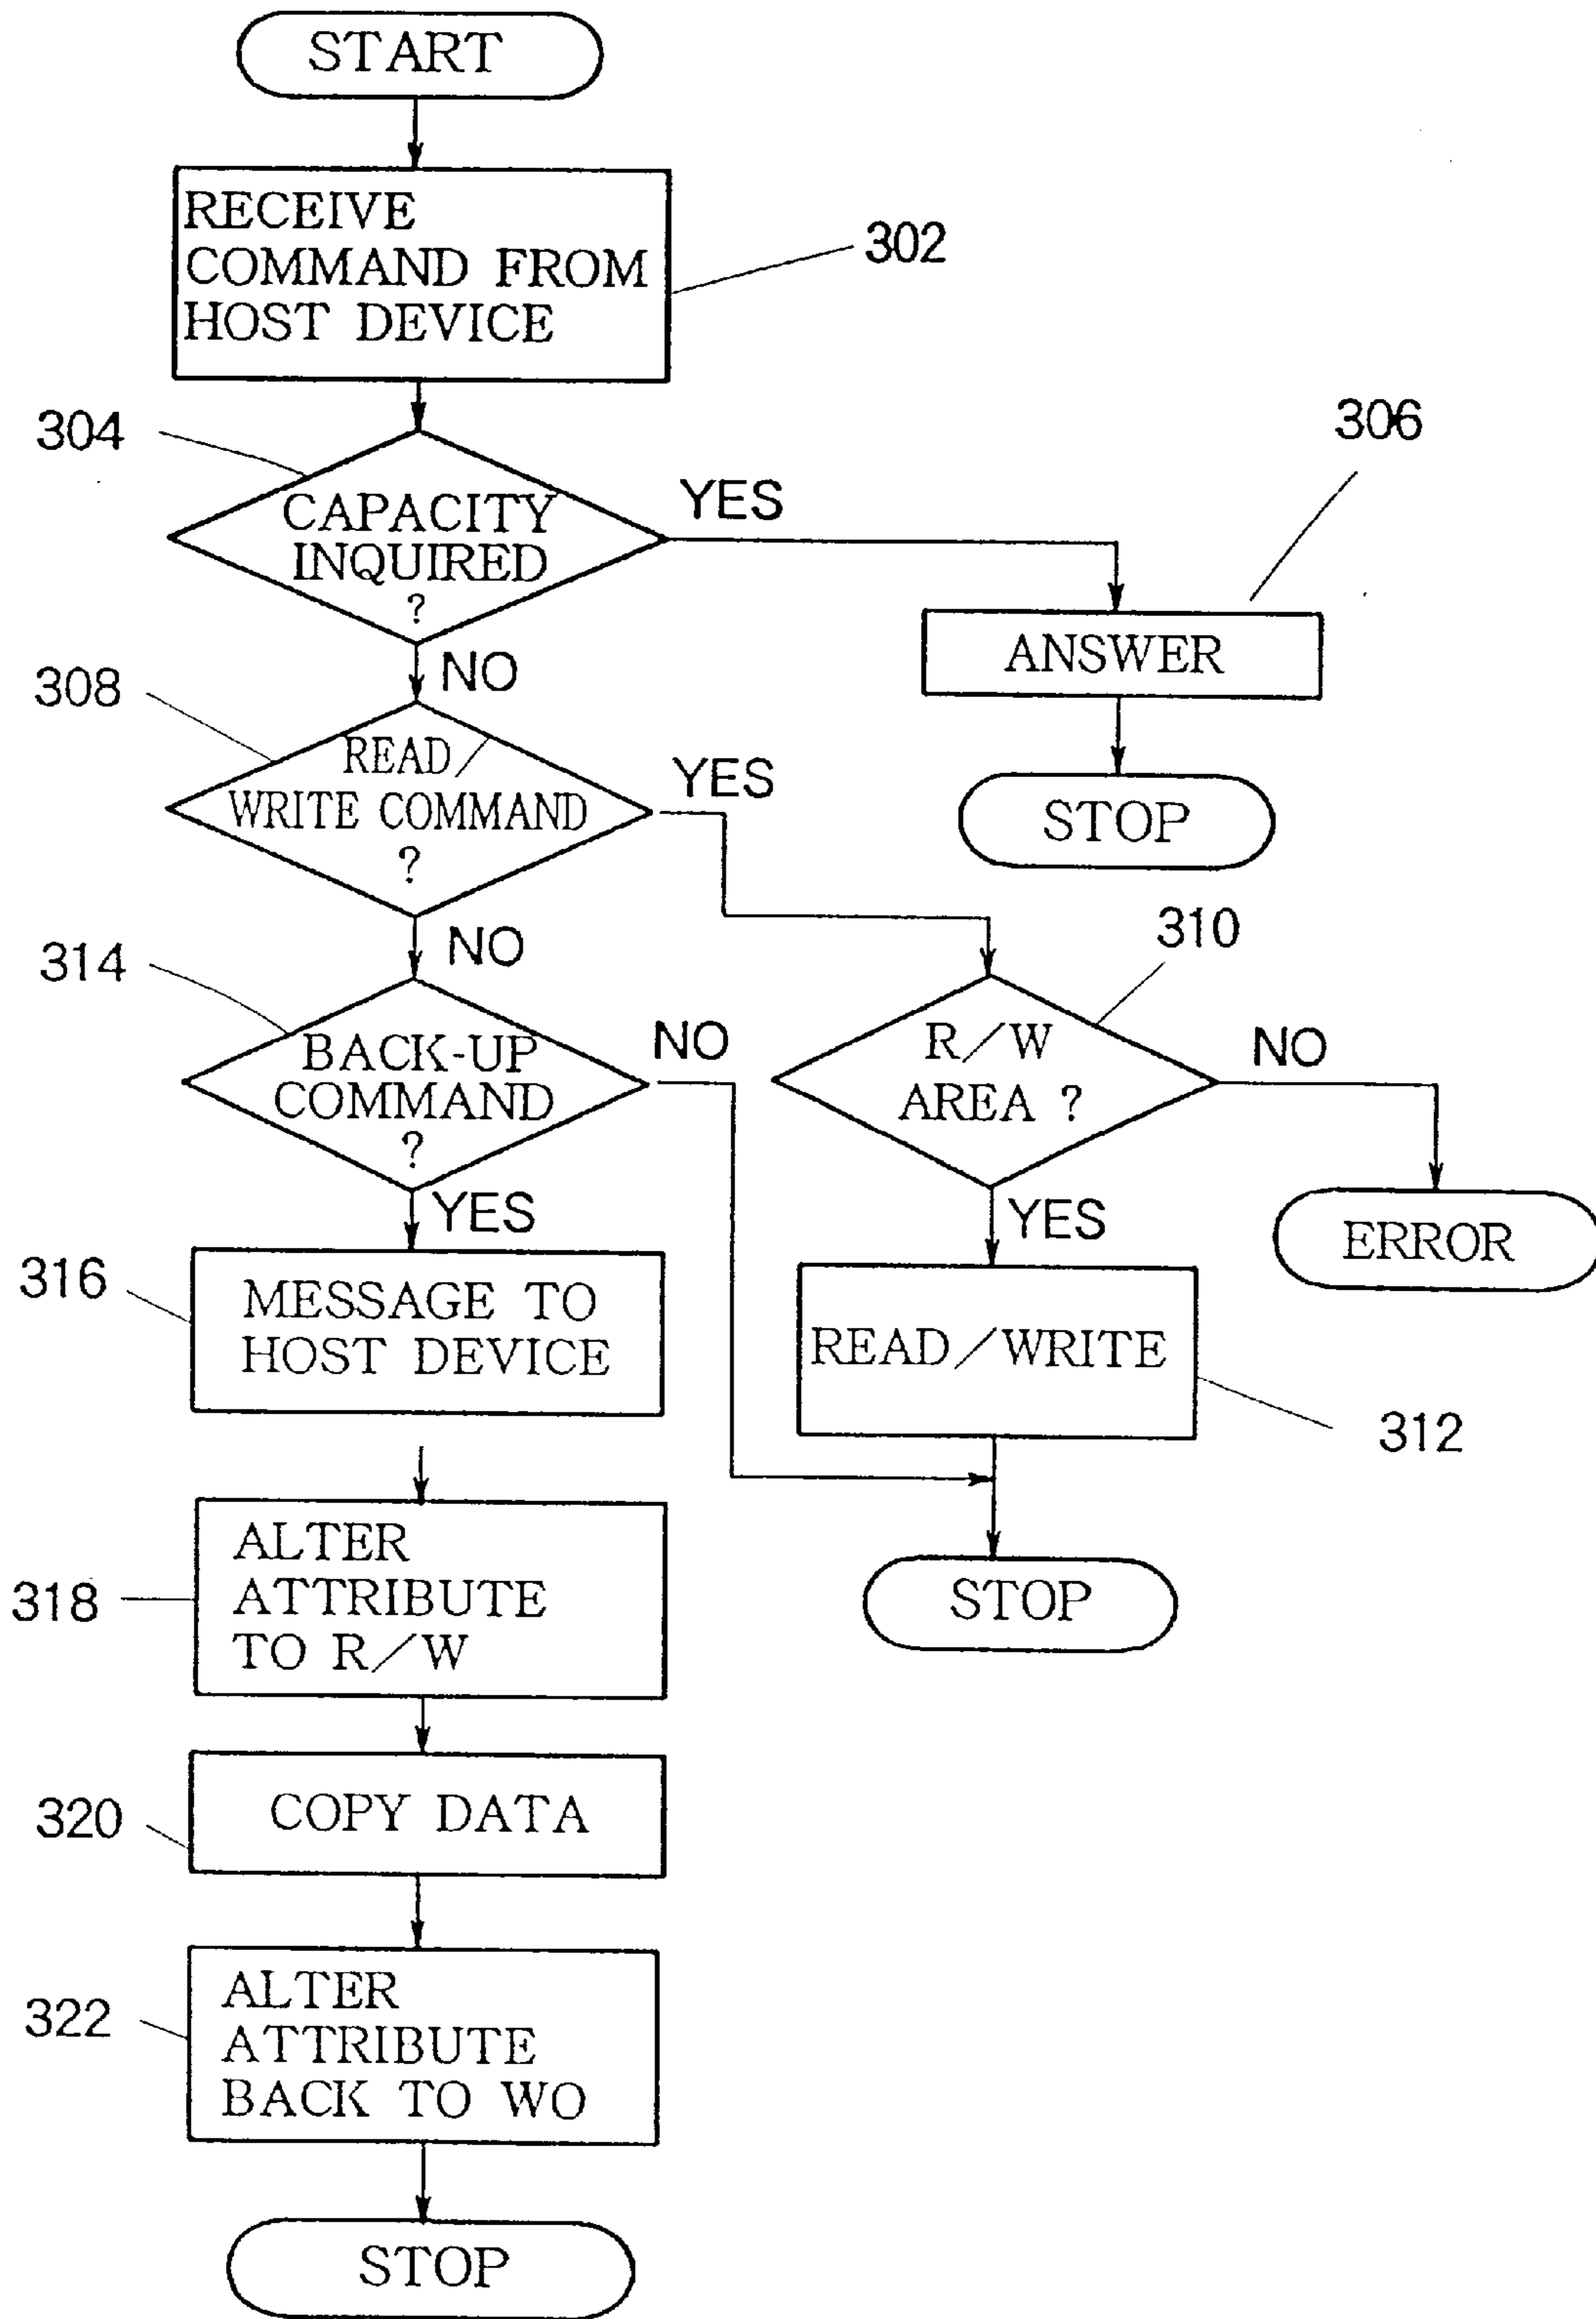 START
RECEIVE
COMMAND FROM
HOST DEVICE
302
304
CAPACITY
INQUIRED
?
YES
306
ANSWER
STOP
NO
308
READ/
WRITE COMMAND
?
YES
NO
310
314
BACK-UP
COMMAND
?
NO
R/W
AREA ?
NO
ERROR
YES
YES
316
MESSAGE TO
HOST DEVICE
READ/WRITE
312
318
ALTER
ATTRIBUTE
TO R/W
STOP
320
COPY DATA
322
ALTER
ATTRIBUTE
BACK TO WO
STOP